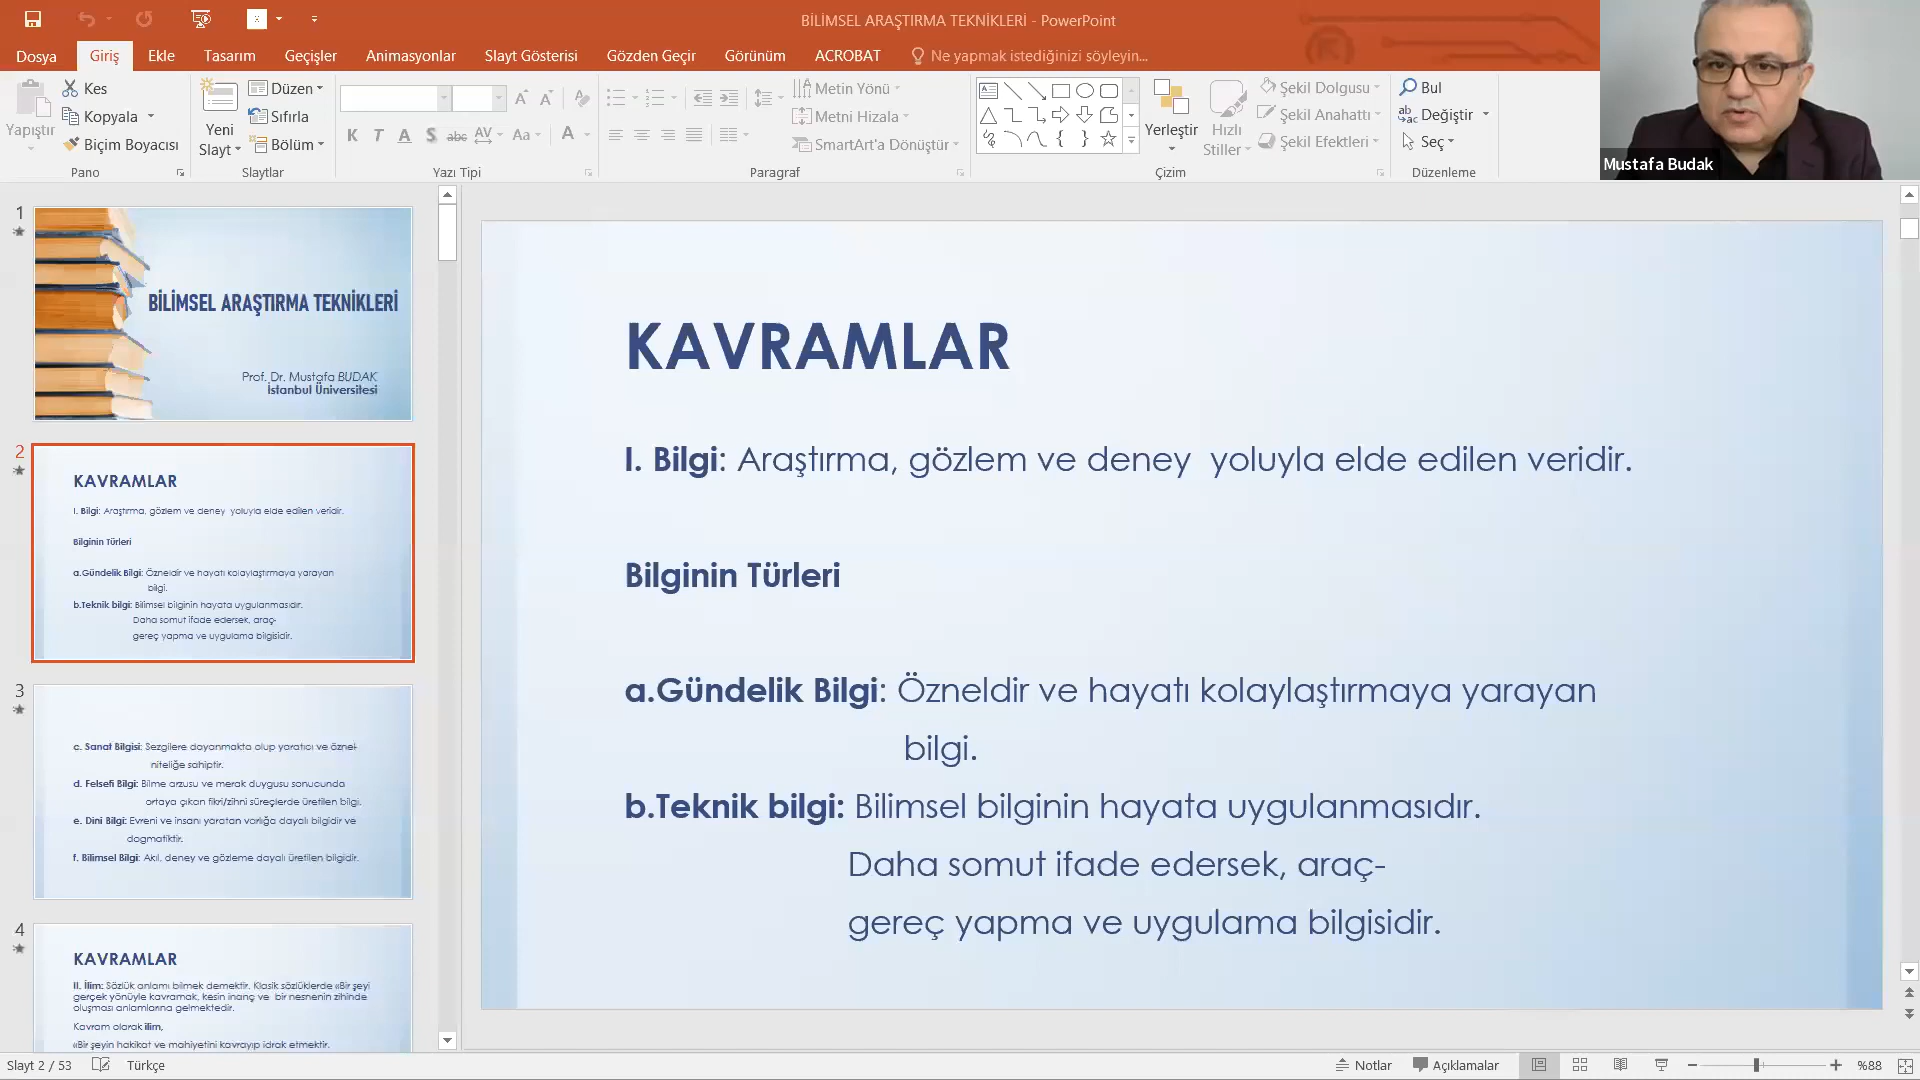 BİLİMSEL ARAŞTIRMA TEKNİKLERİ - PowerPoint
Dosya Giriş Ekle Tasarım Geçişler Animasyonlar Slayt Gösterisi Gözden Geçir Görünüm ACROBAT Ne yapmak istediğinizi söyleyin...
Yapıştır
Kes
Kopyala
Biçim Boyacısı
Pano
Yeni
Slayt
Düzen
Sıfırla
Bölüm
Slaytlar
K T A S abc AV Aa A
Yazı Tipi
Metin Yönü
Metni Hizala
SmartArt'a Dönüştür
Paragraf
Yerleştir
Hızlı
Stiller
Şekil Dolgusu
Şekil Anahattı
Şekil Efektleri
Çizim
Bul
Değiştir
Seç
Düzenleme
Mustafa Budak
1
BİLİMSEL ARAŞTIRMA TEKNİKLERİ
Prof. Dr. Mustafa BUDAK
İstanbul Üniversitesi
2
KAVRAMLAR
I. Bilgi: Araştırma, gözlem ve deney yoluyla elde edilen veridir.
Bilginin Türleri
a.Gündelik Bilgi: Özneldir ve hayatı kolaylaştırmaya yarayan
bilgi.
b.Teknik bilgi: Bilimsel bilginin hayata uygulanmasıdır.
Daha somut ifade edersek, araç-
gereç yapma ve uygulama bilgisidir.
3
c. Sanat Bilgisi: Sezgilere dayanmakta olup yaratıcı ve öznel
niteliğe sahiptir.
d. Felsefi Bilgi: Bilme arzusu ve merak duygusu sonucunda
ortaya çıkan fikri/zihni süreçlerde üretilen bilgi.
e. Dini Bilgi: Evreni ve insanı yaratan varlığa dayalı bilgidir ve
dogmatiktir.
f. Bilimsel Bilgi: Akıl, deney ve gözleme dayalı üretilen bilgidir.
4
KAVRAMLAR
II. İlim: Sözlük anlamı bilmek demektir. Klasik sözlüklerde «Bir şeyi
gerçek yönüyle kavramak, kesin inanç ve bir nesnenin zihinde
oluşması anlamlarına gelmektedir.
Kavram olarak ilim,
«Bir şeyin hakikat ve mahiyetini kavrayıp idrak etmektir.
KAVRAMLAR
I. Bilgi: Araştırma, gözlem ve deney yoluyla elde edilen veridir.
Bilginin Türleri
a.Gündelik Bilgi: Özneldir ve hayatı kolaylaştırmaya yarayan
bilgi.
b.Teknik bilgi: Bilimsel bilginin hayata uygulanmasıdır.
Daha somut ifade edersek, araç-
gereç yapma ve uygulama bilgisidir.
Slayt 2 / 53 Türkçe Notlar Açıklamalar %88